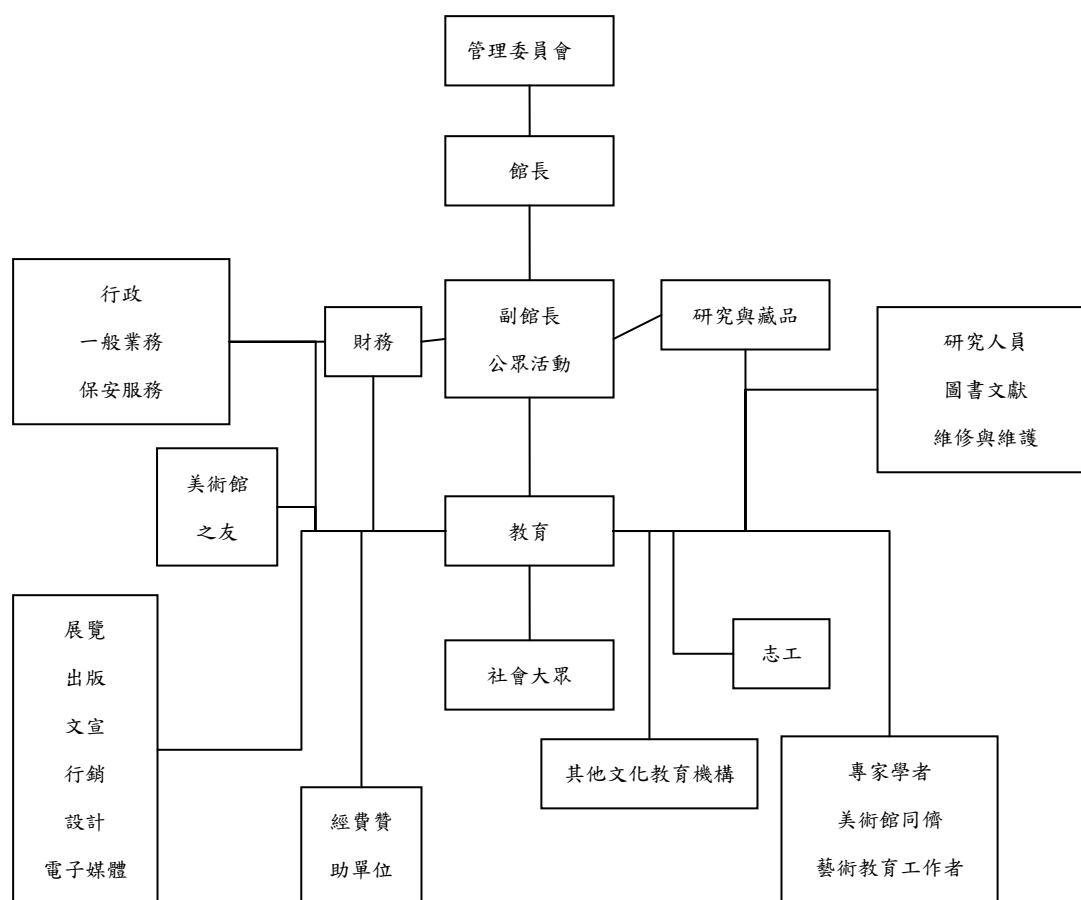 管理委員會
館長
行政
一般業務
保安服務
財務
副館長
公眾活動
研究與藏品
研究人員
圖書文獻
維修與維護
美術館
之友
教育
展覽
出版
文宣
行銷
設計
電子媒體
社會大眾
志工
經費贊
助單位
其他文化教育機構
專家學者
美術館同儕
藝術教育工作者